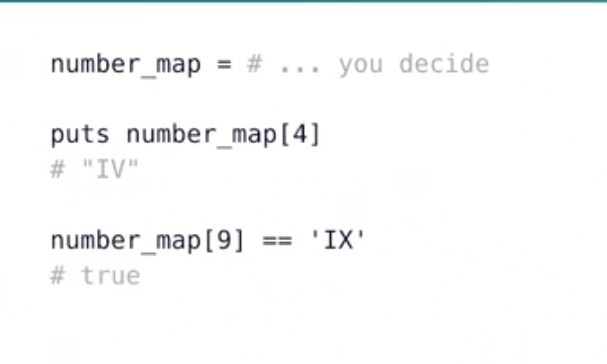 number_map = # ... you decide
puts number_map[4]
# "IV"
number_map[9] == 'IX'
# true